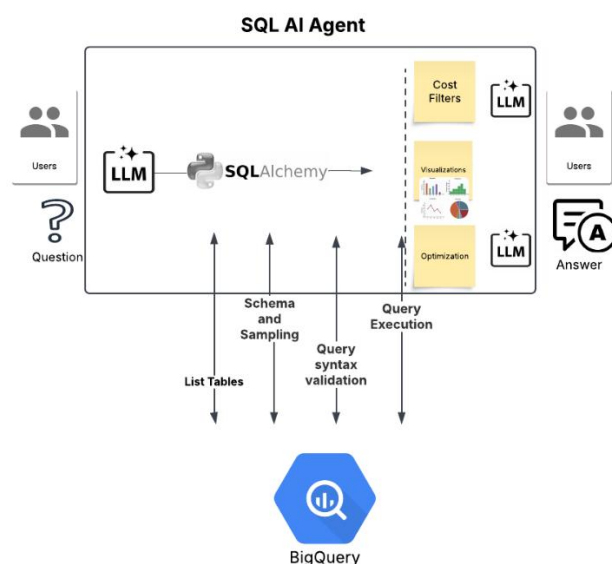 SQL AI Agent
Users
?
Question
LLM
SQLAlchemy
Cost
Filters
LLM
Visualizations
Optimization
LLM
Users
A
Answer
List Tables
Schema
and
Sampling
Query
syntax
validation
Query
Execution
BigQuery